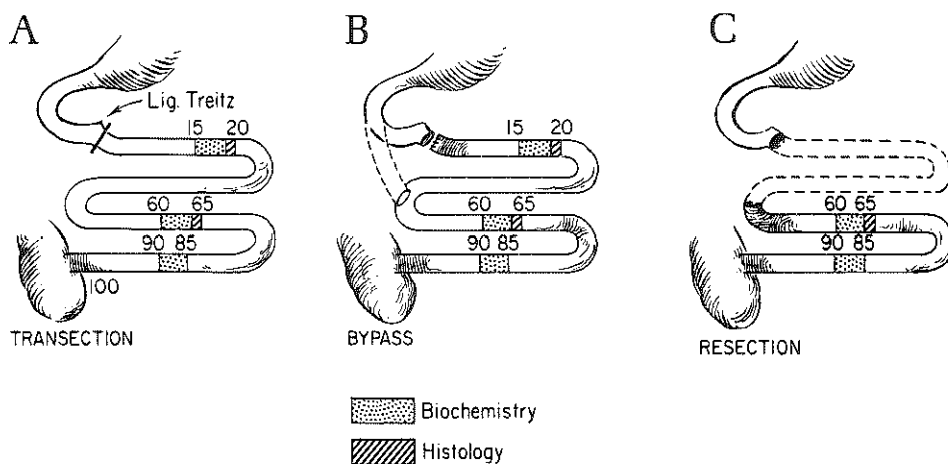 A
B
C
Lig. Treitz
15 20
60 65
90 85
100
TRANSECTION
15 20
60 65
90 85
BYPASS
60 65
90 85
RESECTION
Biochemistry
Histology